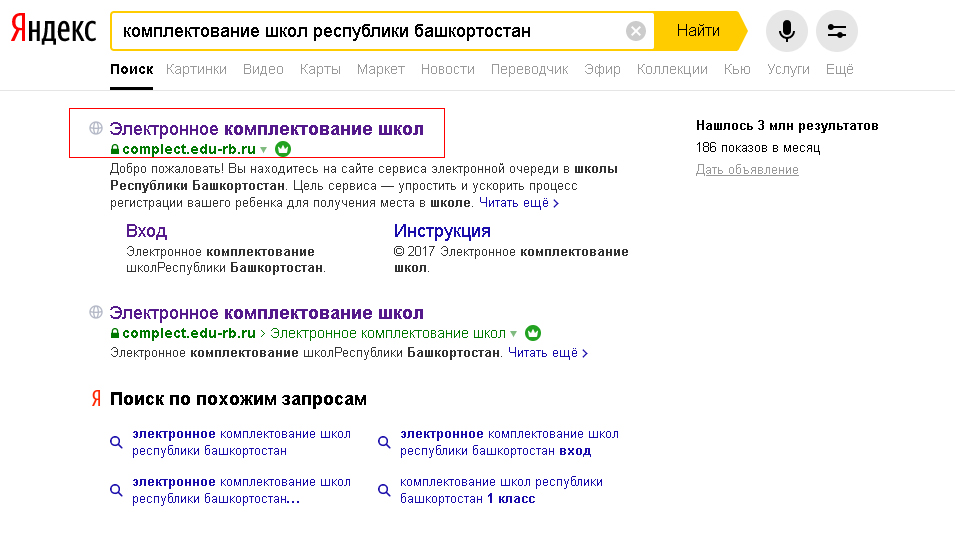 Яндекс
комплектование школ республики башкортостан
Найти
Поиск Картинки Видео Карты Маркет Новости Переводчик Эфир Коллекции Кью Услуги Ещё
Электронное комплектование школ
complect.edu-rb.ru
Добро пожаловать! Вы находитесь на сайте сервиса электронной очереди в школы
Республики Башкортостан. Цель сервиса — упростить и ускорить процесс
регистрации вашего ребенка для получения места в школе. Читать ещё >
Вход
Электронное комплектование
школРеспублики Башкортостан.
Инструкция
© 2017 Электронное комплектование
школ.
Электронное комплектование школ
complect.edu-rb.ru > Электронное комплектование школ
Электронное комплектование школРеспублики Башкортостан. Читать ещё >
Я Поиск по похожим запросам
электронное комплектование школ
республики башкортостан
электронное комплектование школ
республики башкортостан вход
электронное комплектование школ
республики башкортостан...
комплектование школ республики
башкортостан 1 класс
Нашлось 3 млн результатов
186 показов в месяц
Дать объявление